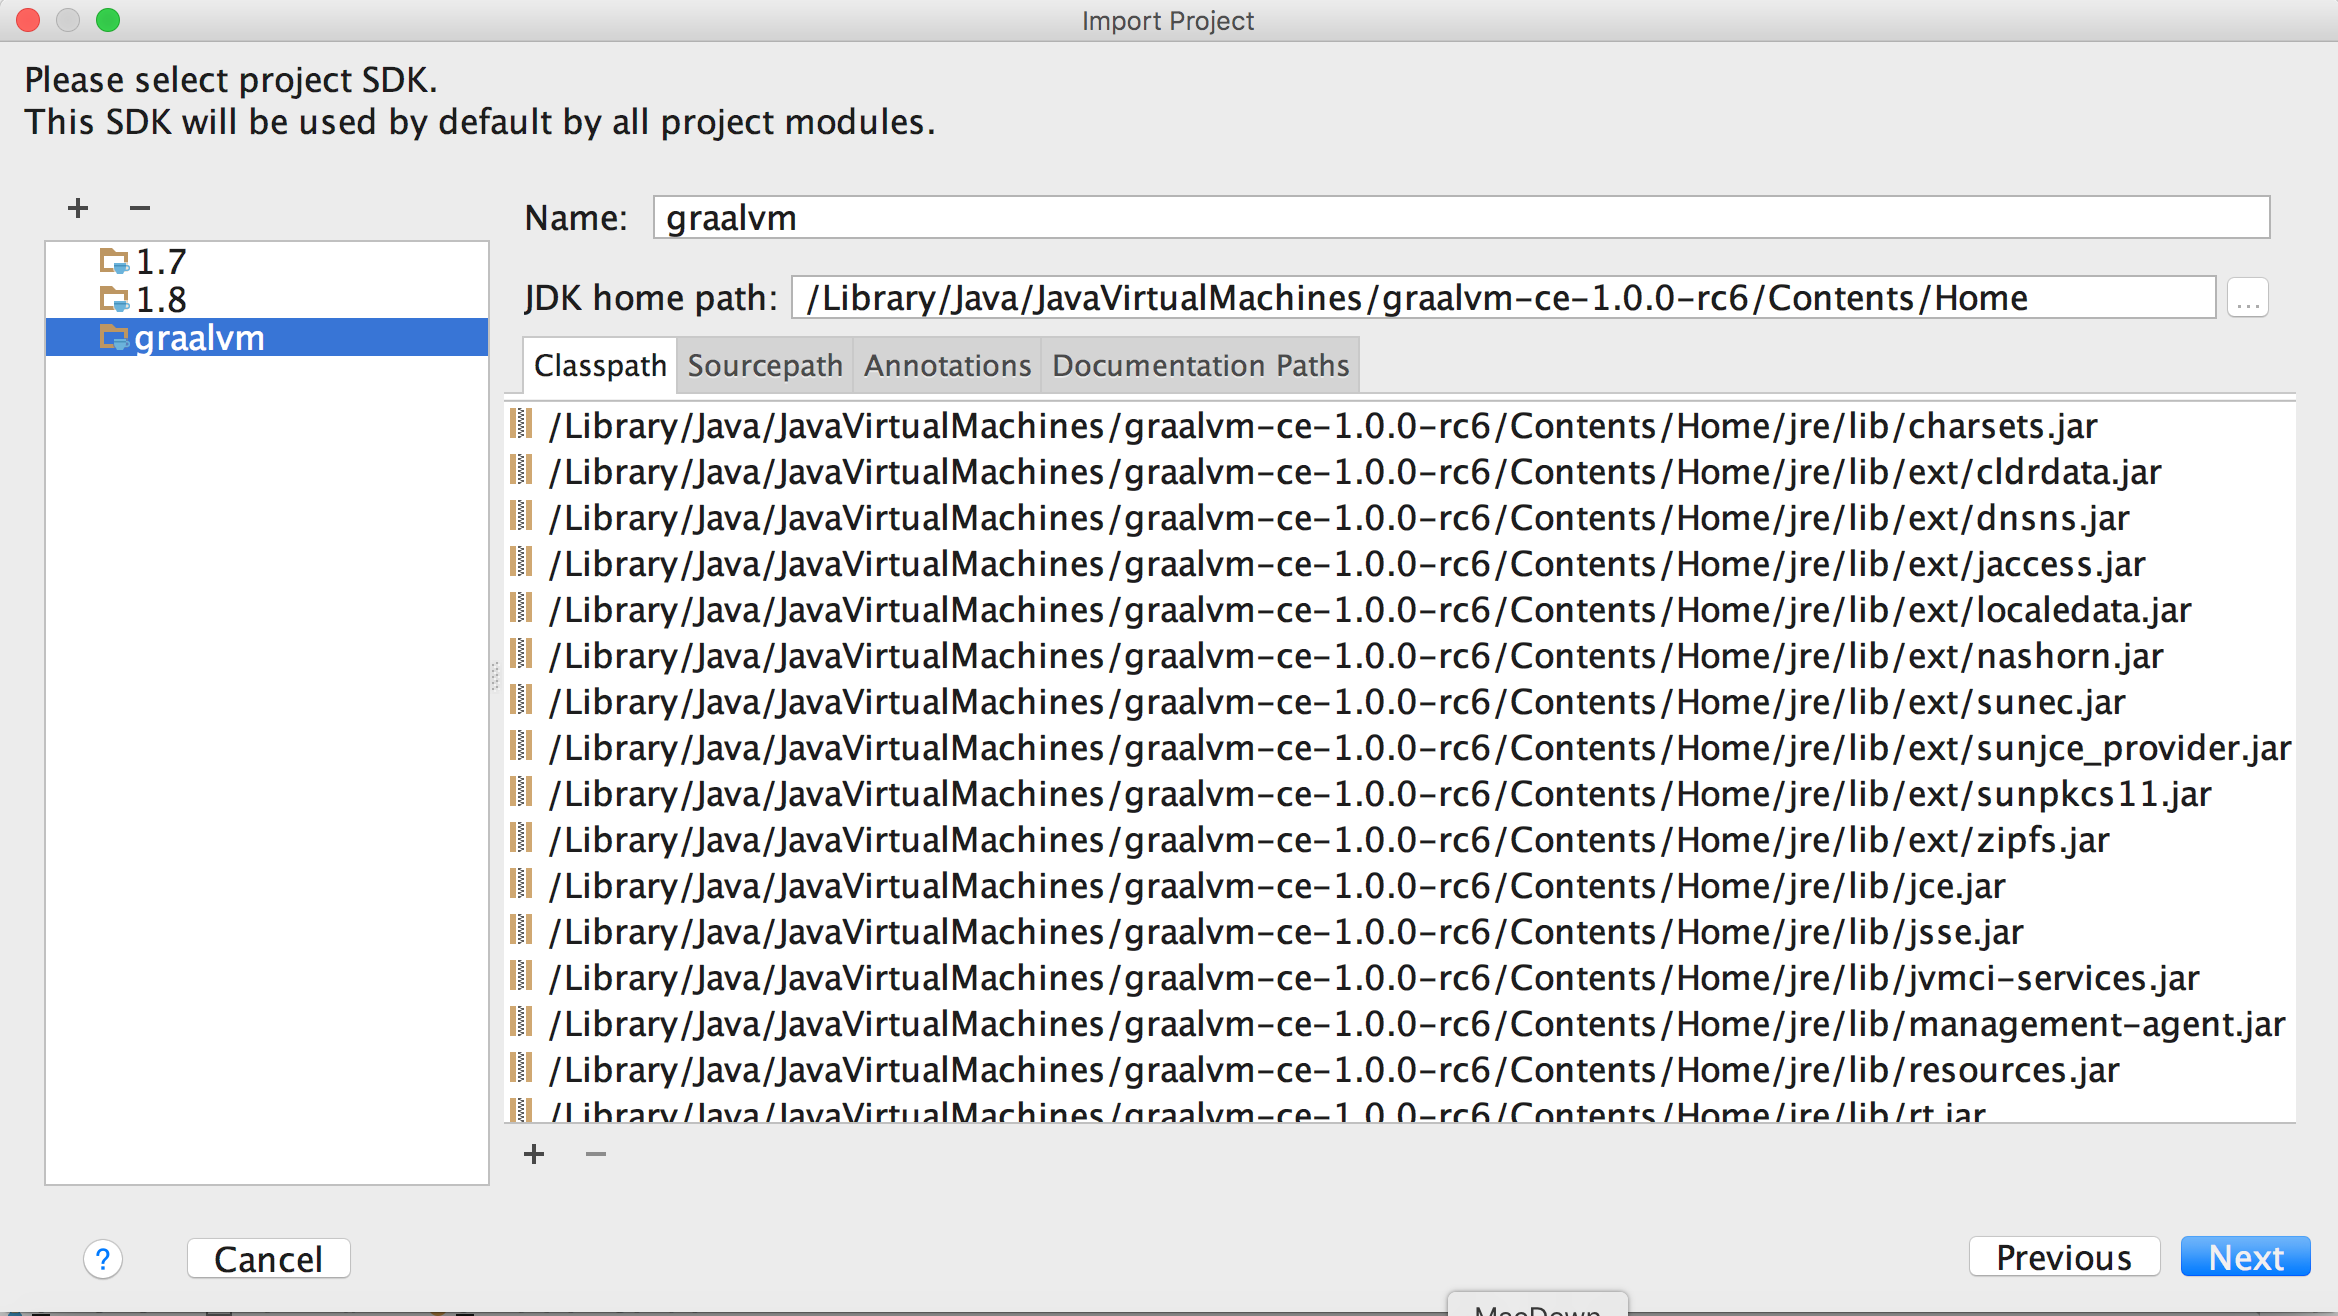 Import Project
Please select project SDK.
This SDK will be used by default by all project modules.
+ −
1.7
1.8
graalvm
Name: graalvm
JDK home path: /Library/Java/JavaVirtualMachines/graalvm-ce-1.0.0-rc6/Contents/Home ...
Classpath Sourcepath Annotations Documentation Paths
/Library/Java/JavaVirtualMachines/graalvm-ce-1.0.0-rc6/Contents/Home/jre/lib/charsets.jar
/Library/Java/JavaVirtualMachines/graalvm-ce-1.0.0-rc6/Contents/Home/jre/lib/ext/cldrdata.jar
/Library/Java/JavaVirtualMachines/graalvm-ce-1.0.0-rc6/Contents/Home/jre/lib/ext/dnsns.jar
/Library/Java/JavaVirtualMachines/graalvm-ce-1.0.0-rc6/Contents/Home/jre/lib/ext/jaccess.jar
/Library/Java/JavaVirtualMachines/graalvm-ce-1.0.0-rc6/Contents/Home/jre/lib/ext/localedata.jar
/Library/Java/JavaVirtualMachines/graalvm-ce-1.0.0-rc6/Contents/Home/jre/lib/ext/nashorn.jar
/Library/Java/JavaVirtualMachines/graalvm-ce-1.0.0-rc6/Contents/Home/jre/lib/ext/sunec.jar
/Library/Java/JavaVirtualMachines/graalvm-ce-1.0.0-rc6/Contents/Home/jre/lib/ext/sunjce_provider.jar
/Library/Java/JavaVirtualMachines/graalvm-ce-1.0.0-rc6/Contents/Home/jre/lib/ext/sunpkcs11.jar
/Library/Java/JavaVirtualMachines/graalvm-ce-1.0.0-rc6/Contents/Home/jre/lib/ext/zipfs.jar
/Library/Java/JavaVirtualMachines/graalvm-ce-1.0.0-rc6/Contents/Home/jre/lib/jce.jar
/Library/Java/JavaVirtualMachines/graalvm-ce-1.0.0-rc6/Contents/Home/jre/lib/jsse.jar
/Library/Java/JavaVirtualMachines/graalvm-ce-1.0.0-rc6/Contents/Home/jre/lib/jvmci-services.jar
/Library/Java/JavaVirtualMachines/graalvm-ce-1.0.0-rc6/Contents/Home/jre/lib/management-agent.jar
/Library/Java/JavaVirtualMachines/graalvm-ce-1.0.0-rc6/Contents/Home/jre/lib/resources.jar
/Library/Java/JavaVirtualMachines/graalvm-ce-1.0.0-rc6/Contents/Home/jre/lib/rt.jar
+ −
? Cancel Previous Next
MacDown